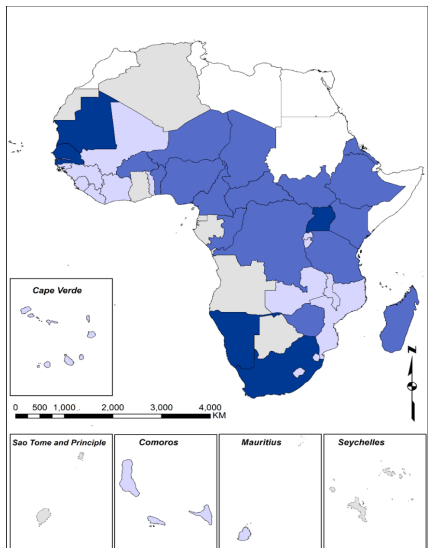 Cape Verde
0 500 1,000 2,000 3,000 4,000
KM
N
Sao Tome and Principle
Comoros
Mauritius
Seychelles